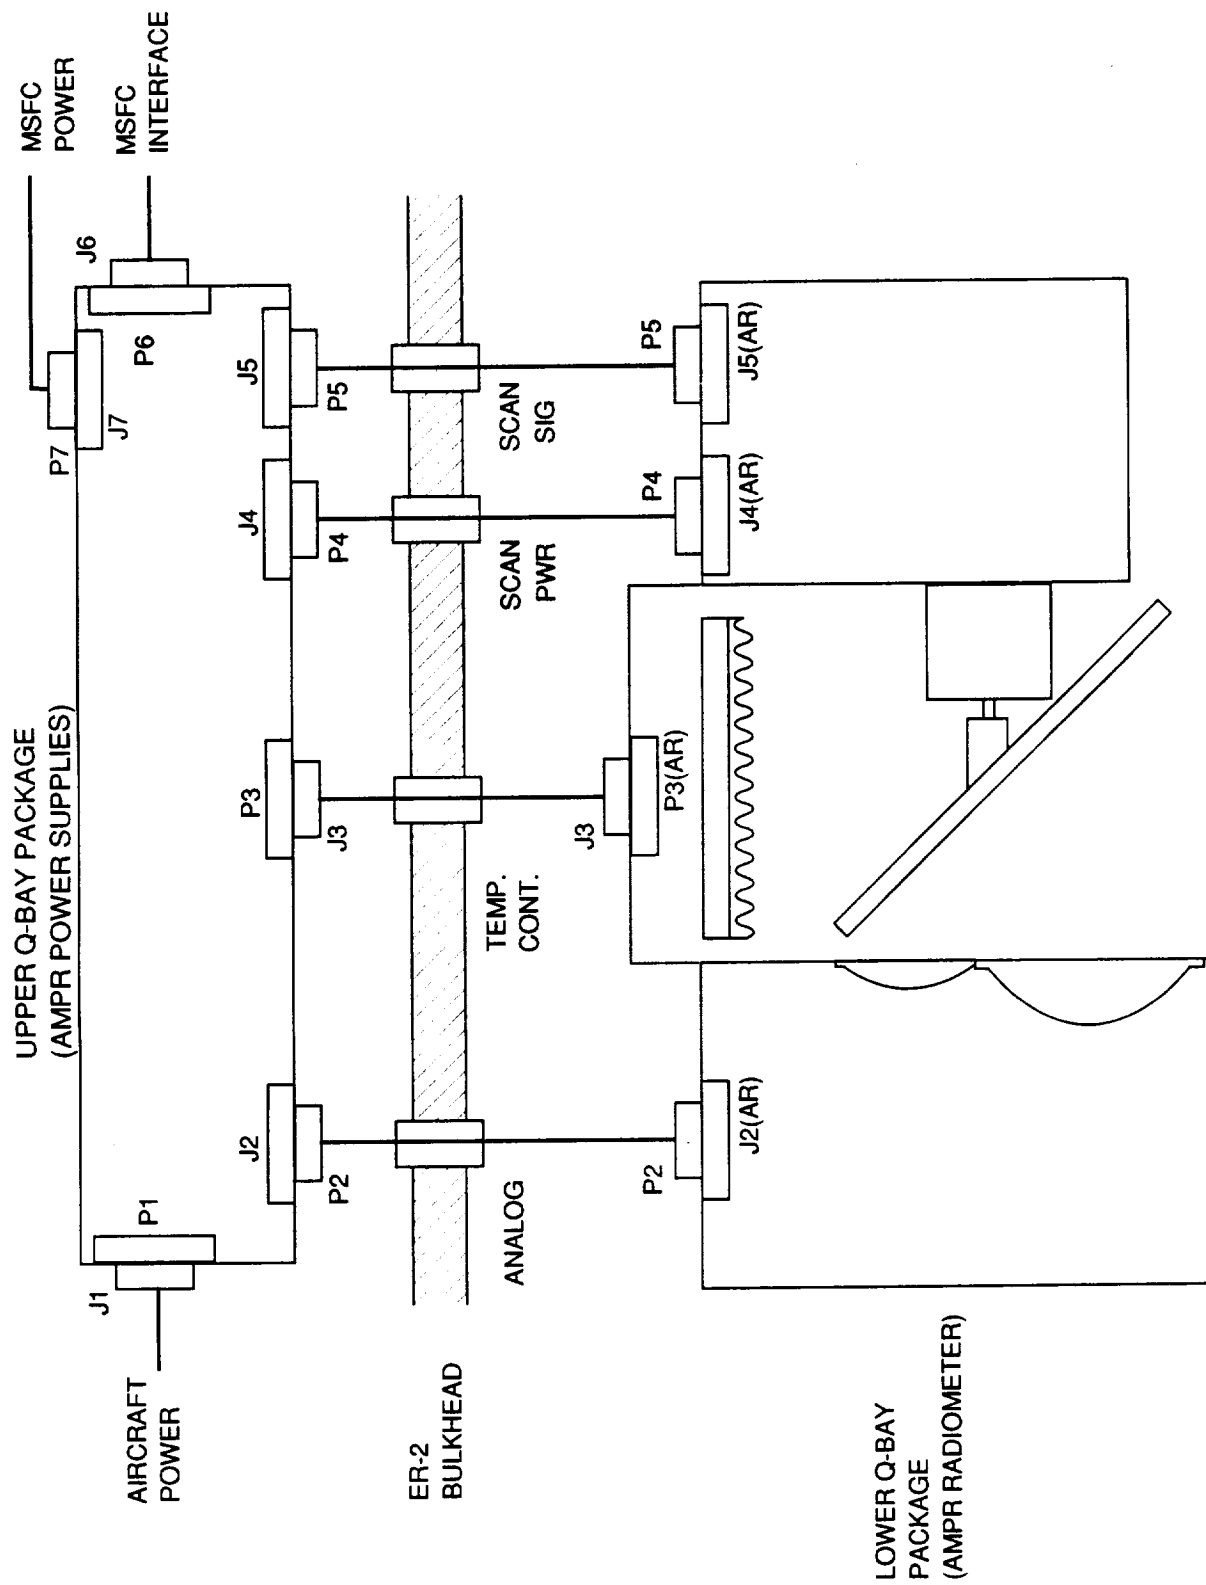 UPPER Q-BAY PACKAGE
(AMPR POWER SUPPLIES)
MSFC
POWER
MSFC
INTERFACE
AIRCRAFT
POWER
J1
P1
P7
J7
J6
P6
J2
P2
P3
J3
J4
P4
J5
P5
ER-2
BULKHEAD
ANALOG
TEMP.
CONT.
SCAN
PWR
SCAN
SIG
P2
J2(AR)
J3
P3(AR)
P4
J4(AR)
P5
J5(AR)
LOWER Q-BAY
PACKAGE
(AMPR RADIOMETER)